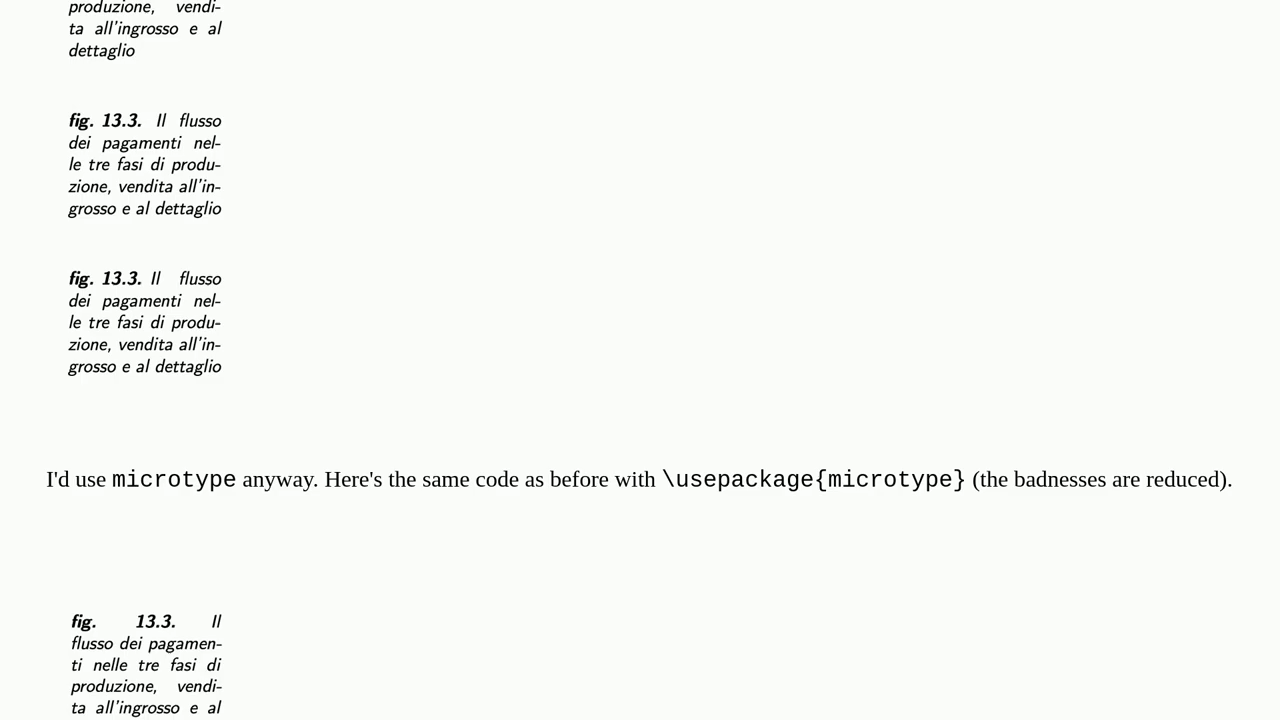 produzione, vendi-
ta all'ingrosso e al
dettaglio
fig. 13.3. Il flusso
dei pagamenti nel-
le tre fasi di produ-
zione, vendita all'in-
grosso e al dettaglio
fig. 13.3. Il flusso
dei pagamenti nel-
le tre fasi di produ-
zione, vendita all'in-
grosso e al dettaglio
I'd use microtype anyway. Here's the same code as before with \usepackage{microtype} (the badnesses are reduced).
fig. 13.3. Il
flusso dei pagamen-
ti nelle tre fasi di
produzione, vendi-
ta all'ingrosso e al